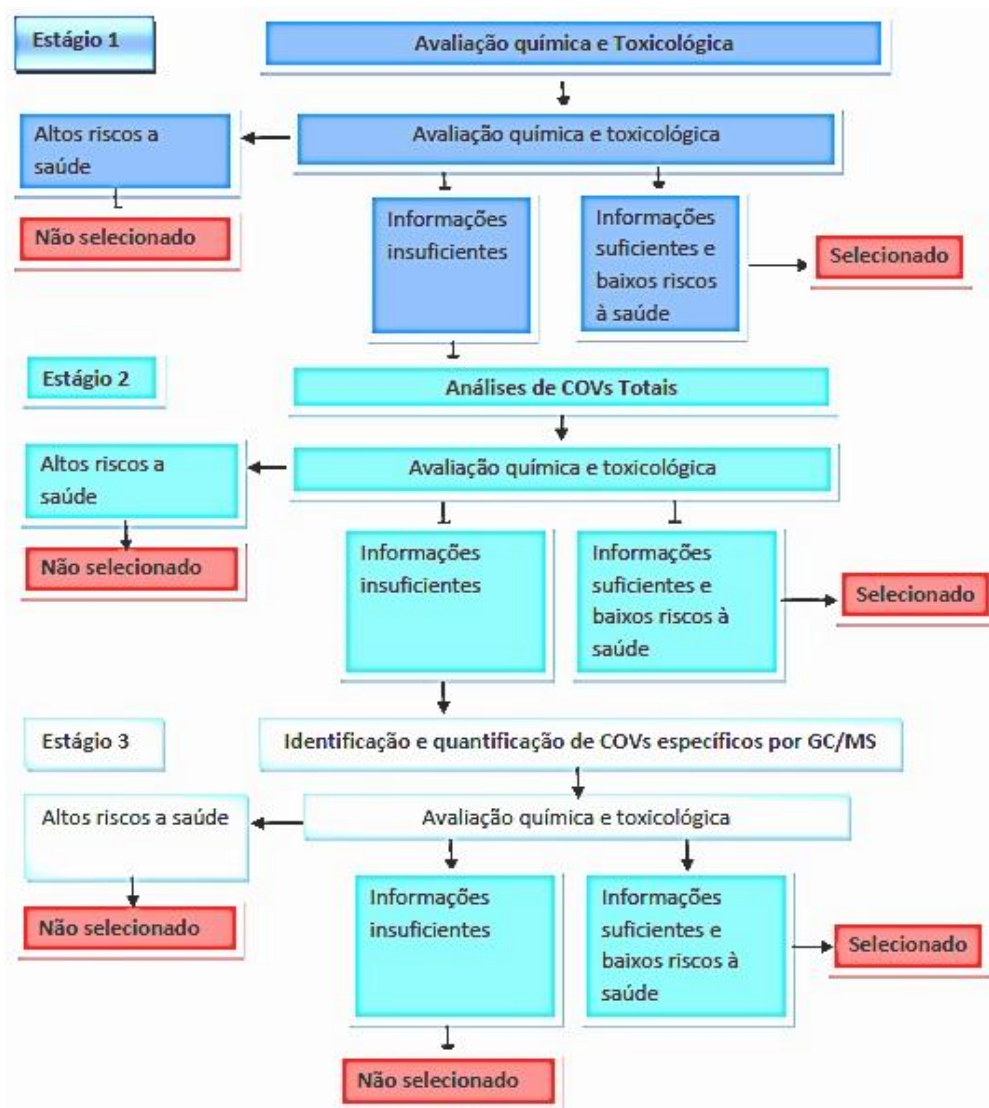 Estágio 1
Avaliação química e Toxicológica
Altos riscos a
saúde
Avaliação química e toxicológica
Não selecionado
Informações
insuficientes
Informações
suficientes e
baixos riscos
à saúde
Selecionado
Estágio 2
Análises de COVs Totais
Altos riscos a
saúde
Avaliação química e toxicológica
Não selecionado
Informações
insuficientes
Informações
suficientes e
baixos riscos à
saúde
Selecionado
Estágio 3
Identificação e quantificação de COVs específicos por GC/MS
Altos riscos a saúde
Avaliação química e toxicológica
Não selecionado
Informações
insuficientes
Informações
suficientes e
baixos riscos à
saúde
Selecionado
Não selecionado